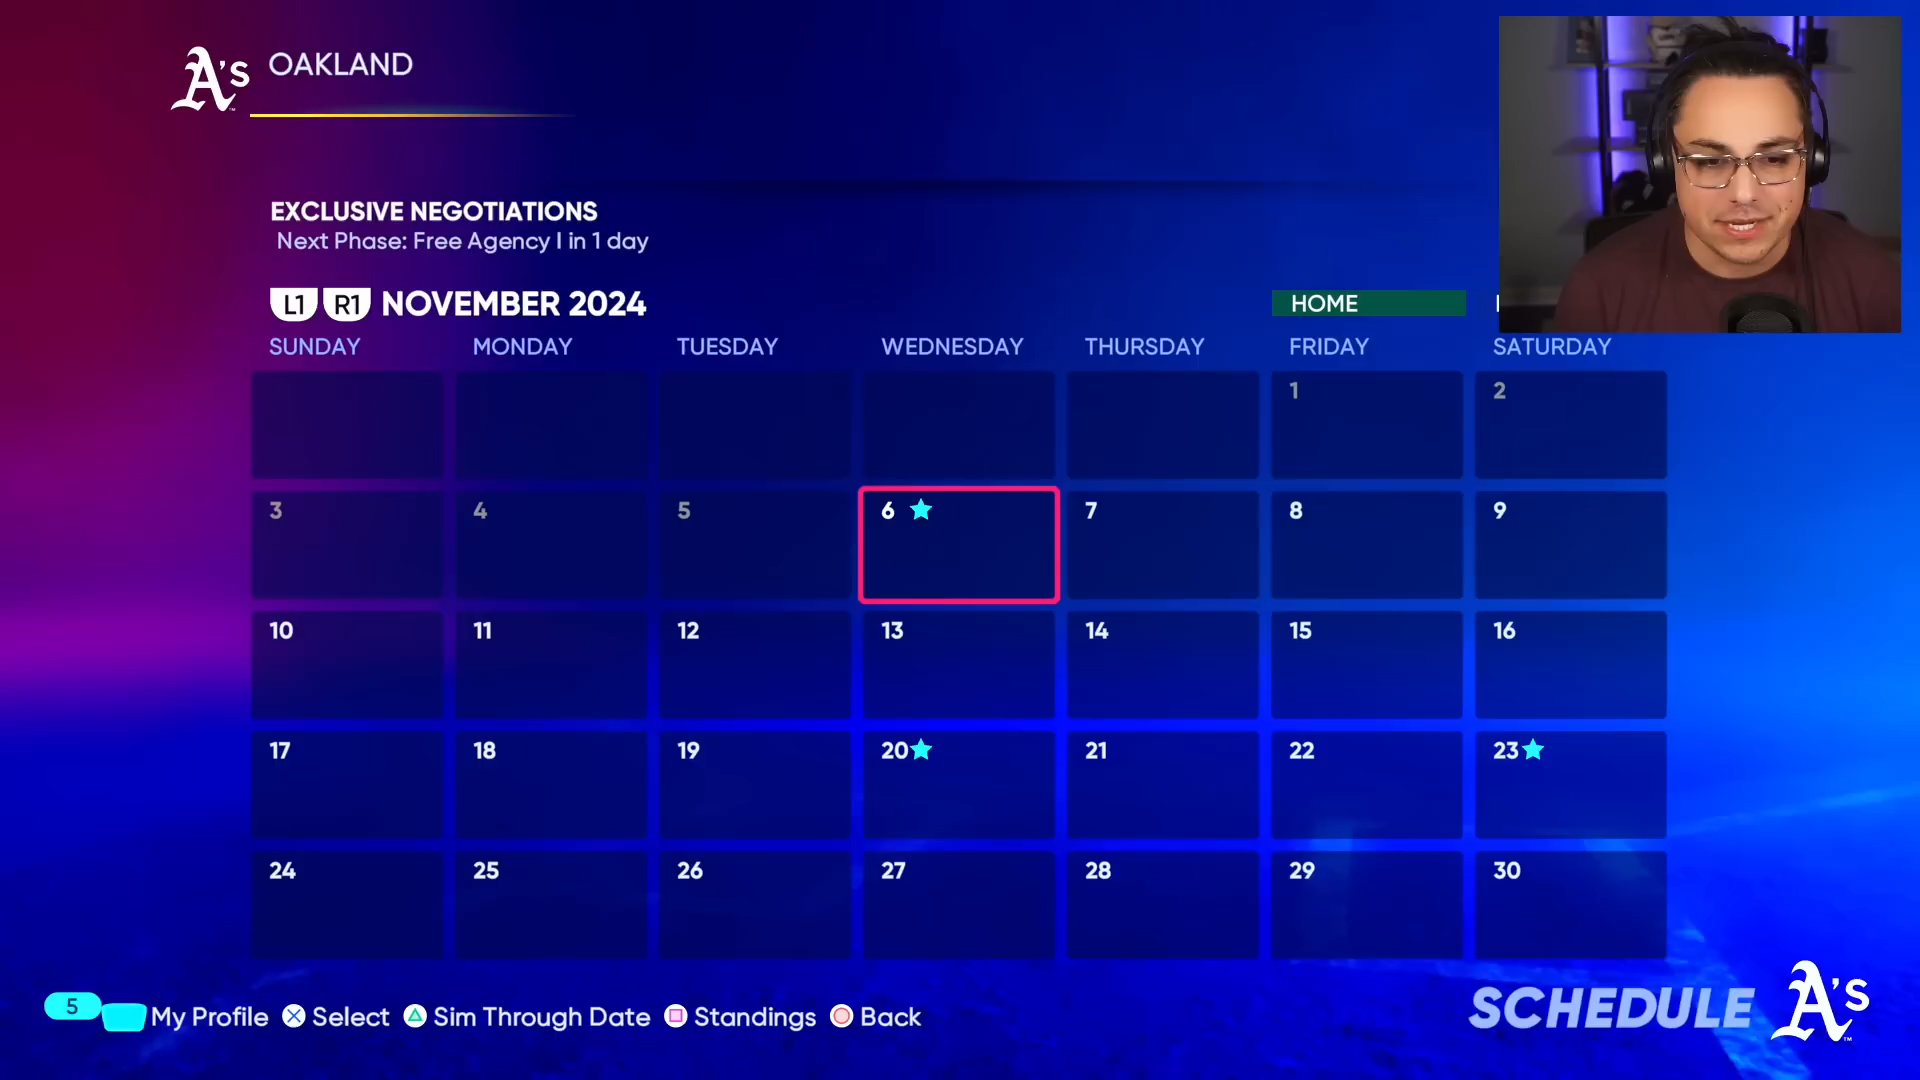 A's OAKLAND
EXCLUSIVE NEGOTIATIONS
Next Phase: Free Agency I in 1 day
L1 R1 NOVEMBER 2024
HOME
SUNDAY MONDAY TUESDAY WEDNESDAY THURSDAY FRIDAY SATURDAY
1 2
3 4 5 6 7 8 9
10 11 12 13 14 15 16
17 18 19 20 21 22 23
24 25 26 27 28 29 30
5 My Profile Select Sim Through Date Standings Back
SCHEDULE A's